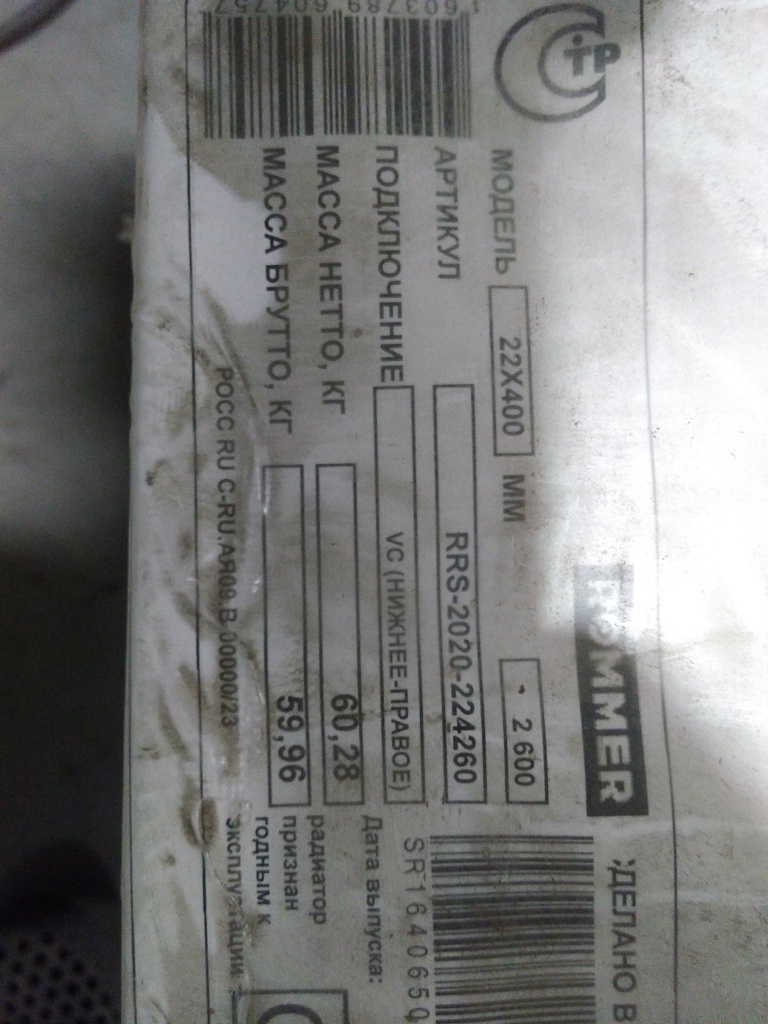 ROMMER
:ДЕЛАНО В
МОДЕЛЬ 22X400 ММ 2 600
АРТИКУЛ RRS-2020-224260
ПОДКЛЮЧЕНИЕ VC (НИЖНЕЕ-ПРАВОЕ)
SR1640650
МАССА НЕТТО, КГ 60,28
Дата выпуска:
МАССА БРУТТО, КГ 59,96
радиатор
признан
годным к
эксплуатации
РОСС RU С-RU.АЯ09.В.00000/23